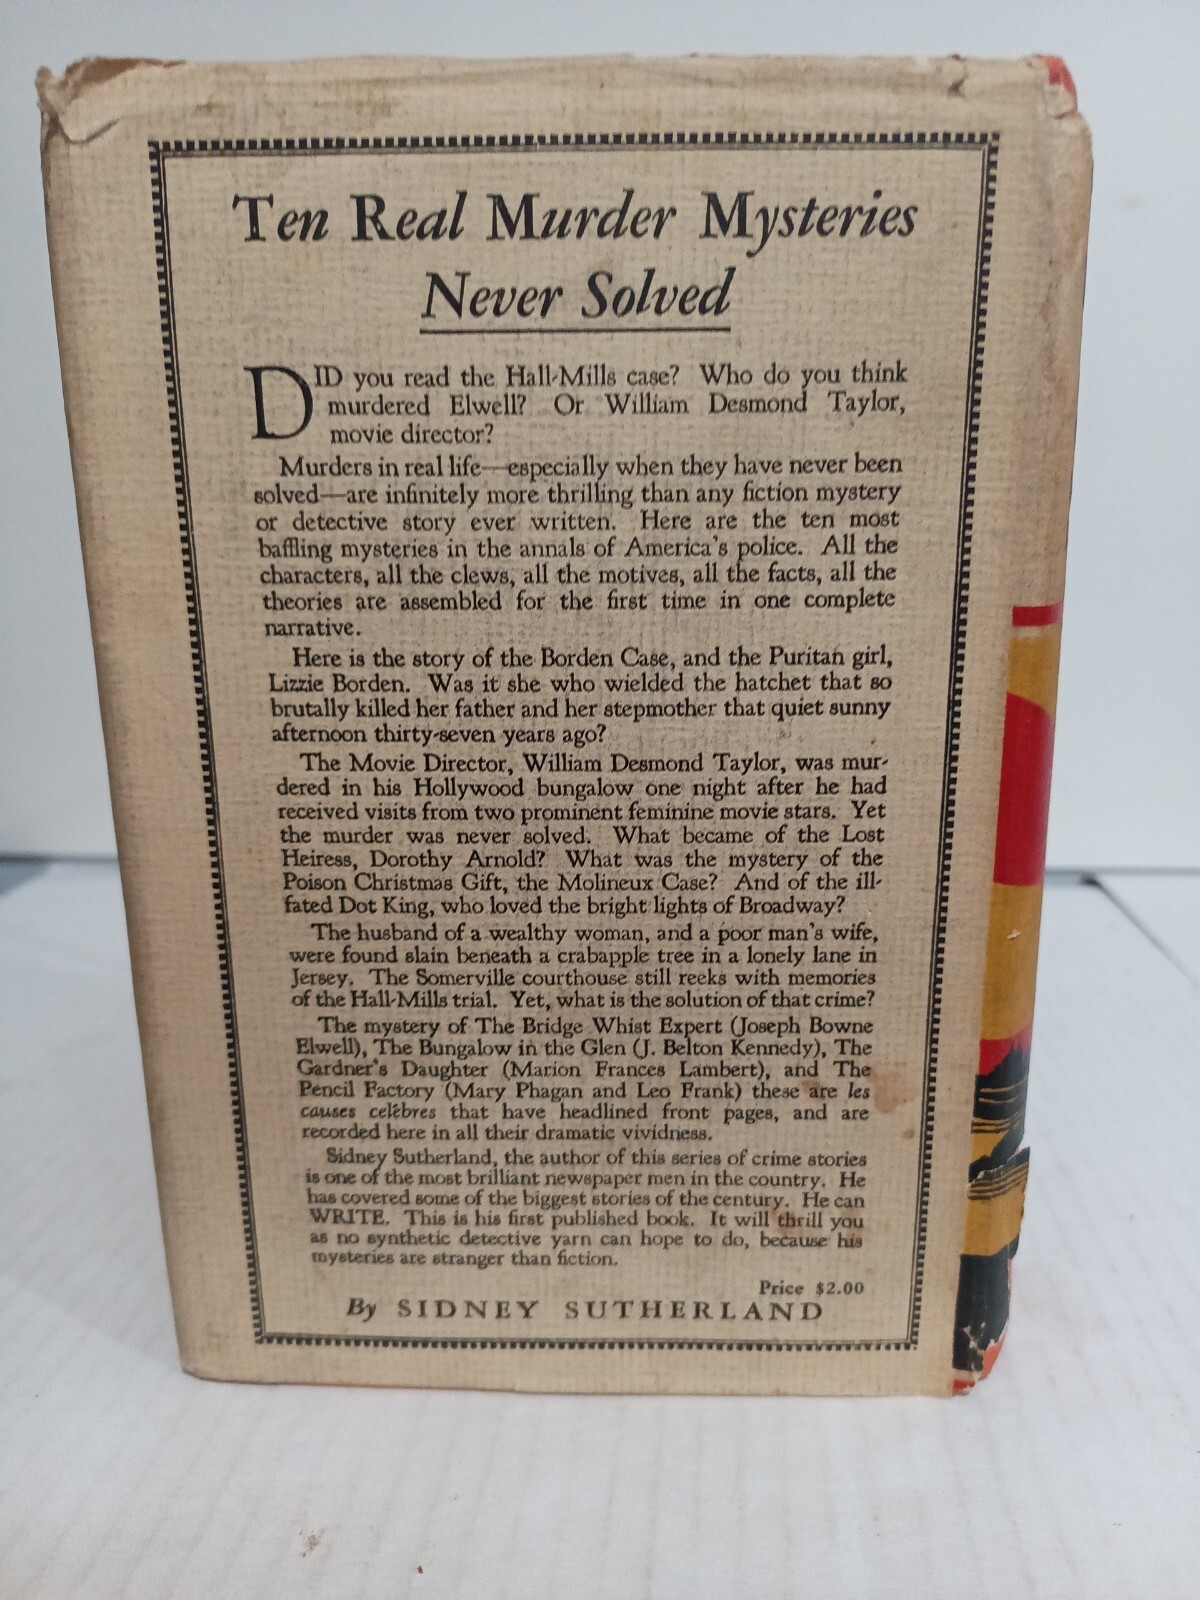 Ten Real Murder Mysteries
Never Solved
DID you read the Hall-Mills case? Who do you think
murdered Elwell? Or William Desmond Taylor,
movie director?
Murders in real life—especially when they have never been
solved—are infinitely more thrilling than any fiction mystery
or detective story ever written. Here are the ten most
baffling mysteries in the annals of America's police. All the
characters, all the clews, all the motives, all the facts, all the
theories are assembled for the first time in one complete
narrative.
Here is the story of the Borden Case, and the Puritan girl,
Lizzie Borden. Was it she who wielded the hatchet that so
brutally killed her father and her stepmother that quiet sunny
afternoon thirty-seven years ago?
The Movie Director, William Desmond Taylor, was mur-
dered in his Hollywood bungalow one night after he had
received visits from two prominent feminine movie stars. Yet
the murder was never solved. What became of the Lost
Heiress, Dorothy Arnold? What was the mystery of the
Poison Christmas Gift, the Molineux Case? And of the ill-
fated Dot King, who loved the bright lights of Broadway?
The husband of a wealthy woman, and a poor man's wife,
were found slain beneath a crabapple tree in a lonely lane in
Jersey. The Somerville courthouse still reeks with memories
of the Hall-Mills trial. Yet, what is the solution of that crime?
The mystery of The Bridge Whist Expert (Joseph Bowne
Elwell), The Bungalow in the Glen (J. Belton Kennedy), The
Gardner's Daughter (Marion Frances Lambert), and The
Pencil Factory (Mary Phagan and Leo Frank) these are les
causes celèbres that have headlined front pages, and are
recorded here in all their dramatic vividness.
Sidney Sutherland, the author of this series of crime stories
is one of the most brilliant newspaper men in the country. He
has covered some of the biggest stories of the century. He can
WRITE. This is his first published book. It will thrill you
as no synthetic detective yarn can hope to do, because his
mysteries are stranger than fiction.
Price $2.00
By SIDNEY SUTHERLAND